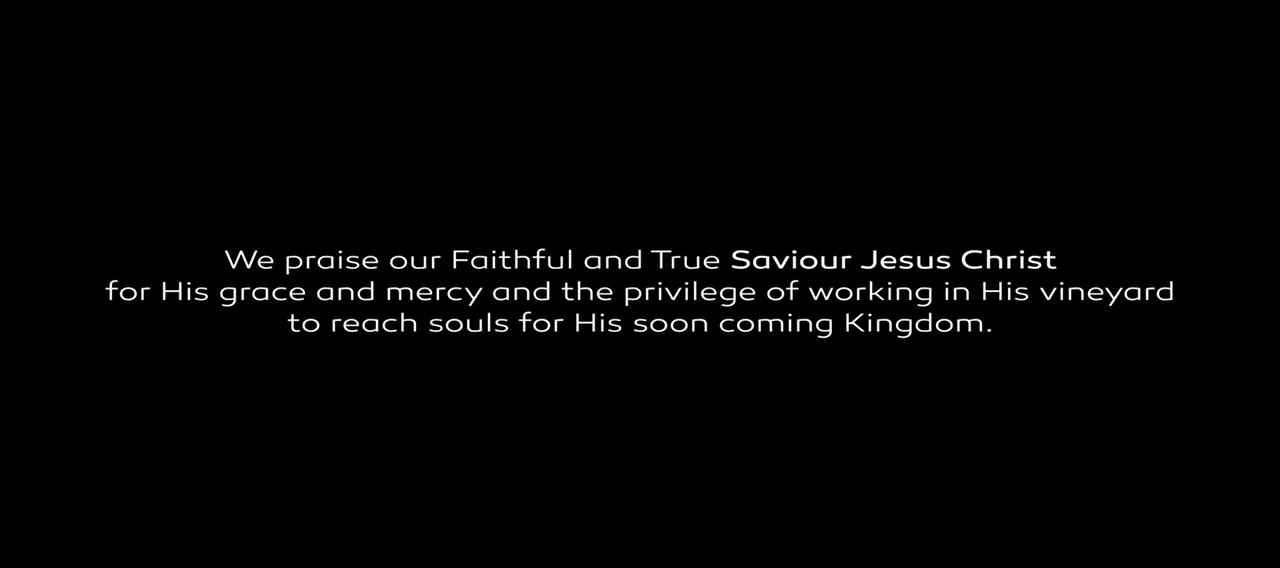 We praise our Faithful and True Saviour Jesus Christ
for His grace and mercy and the privilege of working in His vineyard
to reach souls for His soon coming Kingdom.